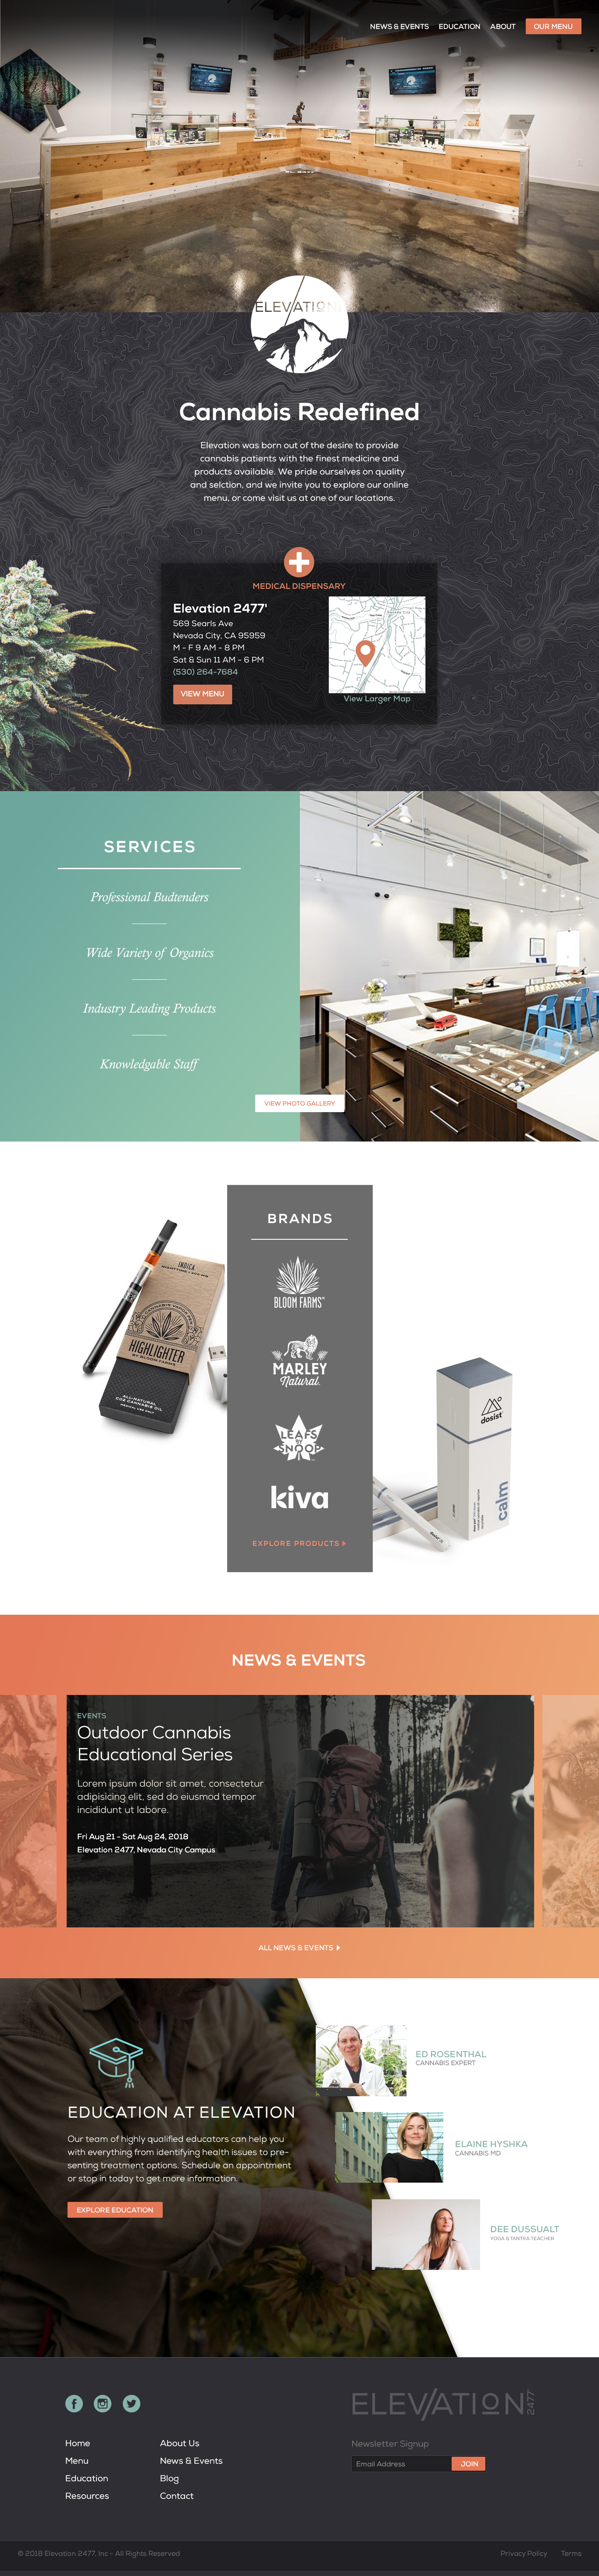 NEWS & EVENTS EDUCATION ABOUT OUR MENU
ELEVATION
Cannabis Redefined
Elevation was born out of the desire to provide
cannabis patients with the finest medicine and
products available. We pride ourselves on quality
and selction, and we invite you to explore our online
menu, or come visit us at one of our locations.
MEDICAL DISPENSARY
Elevation 2477'
569 Searls Ave
Nevada City, CA 95959
M - F 9 AM - 8 PM
Sat & Sun 11 AM - 6 PM
(530) 264-7684
VIEW MENU
View Larger Map
SERVICES
Professional Budtenders
Wide Variety of Organics
Industry Leading Products
Knowledgable Staff
VIEW PHOTO GALLERY
BRANDS
INDICA
HIGHLIGHTER
BY BLOOM FARMS
ALL-NATURAL
CO2 CANNABIS OIL
BLOOM FARMS
MARLEY
Natural
LEAFS
BY
SNOOP
kiva
dosist
calm
EXPLORE PRODUCTS
NEWS & EVENTS
EVENTS
Outdoor Cannabis
Educational Series
Lorem ipsum dolor sit amet, consectetur
adipisicing elit, sed do eiusmod tempor
incididunt ut labore.
Fri Aug 21 - Sat Aug 24, 2018
Elevation 2477, Nevada City Campus
ALL NEWS & EVENTS
EDUCATION AT ELEVATION
Our team of highly qualified educators can help you
with everything from identifying health issues to pre-
senting treatment options. Schedule an appointment
or stop in today to get more information.
EXPLORE EDUCATION
ED ROSENTHAL
CANNABIS EXPERT
ELAINE HYSHKA
CANNABIS MD
DEE DUSSUALT
YOGA & TANTRA TEACHER
Home
Menu
Education
Resources
About Us
News & Events
Blog
Contact
ELEVATION 2477'
Newsletter Signup
Email Address JOIN
© 2018 Elevation 2477, Inc - All Rights Reserved
Privacy Policy Terms